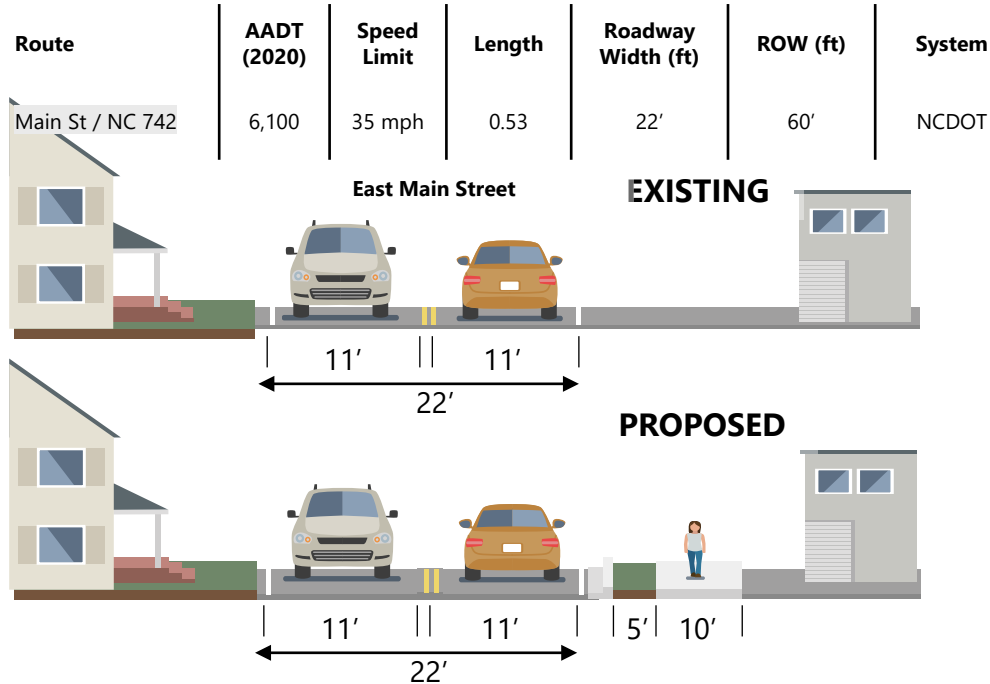 Route AADT (2020) Speed Limit Length Roadway Width (ft) ROW (ft) System
Main St / NC 742 6,100 35 mph 0.53 22’ 60’ NCDOT
East Main Street
EXISTING
11’ 11’
22’
PROPOSED
11’ 11’ 5’ 10’
22’